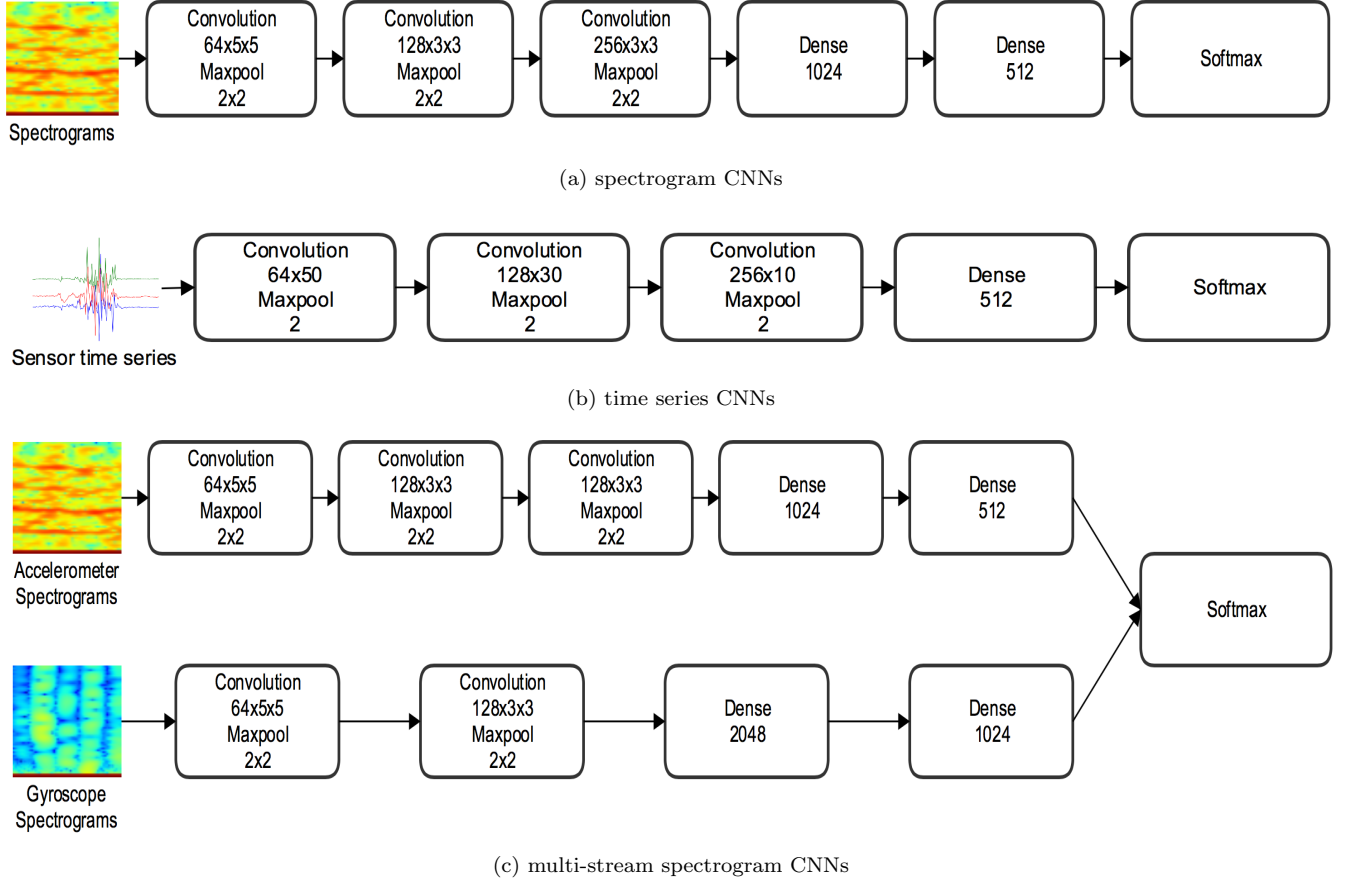 Convolution
64x5x5
Maxpool
2x2
Convolution
128x3x3
Maxpool
2x2
Convolution
256x3x3
Maxpool
2x2
Dense
1024
Dense
512
Softmax
Spectrograms
(a) spectrogram CNNs
Convolution
64x50
Maxpool
2
Convolution
128x30
Maxpool
2
Convolution
256x10
Maxpool
2
Dense
512
Softmax
Sensor time series
(b) time series CNNs
Convolution
64x5x5
Maxpool
2x2
Convolution
128x3x3
Maxpool
2x2
Convolution
128x3x3
Maxpool
2x2
Dense
1024
Dense
512
Accelerometer
Spectrograms
Softmax
Convolution
64x5x5
Maxpool
2x2
Convolution
128x3x3
Maxpool
2x2
Dense
2048
Dense
1024
Gyroscope
Spectrograms
(c) multi-stream spectrogram CNNs